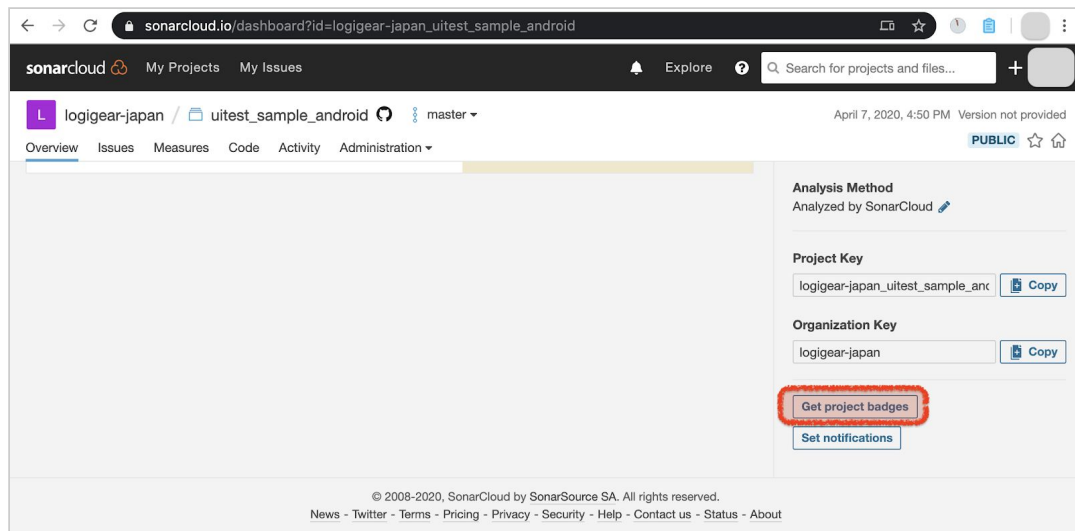 sonarcloud.io/dashboard?id=logigear-japan_uitest_sample_android
sonarcloud My Projects My Issues Explore ? Search for projects and files... +
L logigear-japan / uitest_sample_android master April 7, 2020, 4:50 PM Version not provided
PUBLIC
Overview Issues Measures Code Activity Administration
Analysis Method
Analyzed by SonarCloud
Project Key
logigear-japan_uitest_sample_and Copy
Organization Key
logigear-japan Copy
Get project badges
Set notifications
© 2008-2020, SonarCloud by SonarSource SA. All rights reserved.
News - Twitter - Terms - Pricing - Privacy - Security - Help - Contact us - Status - About